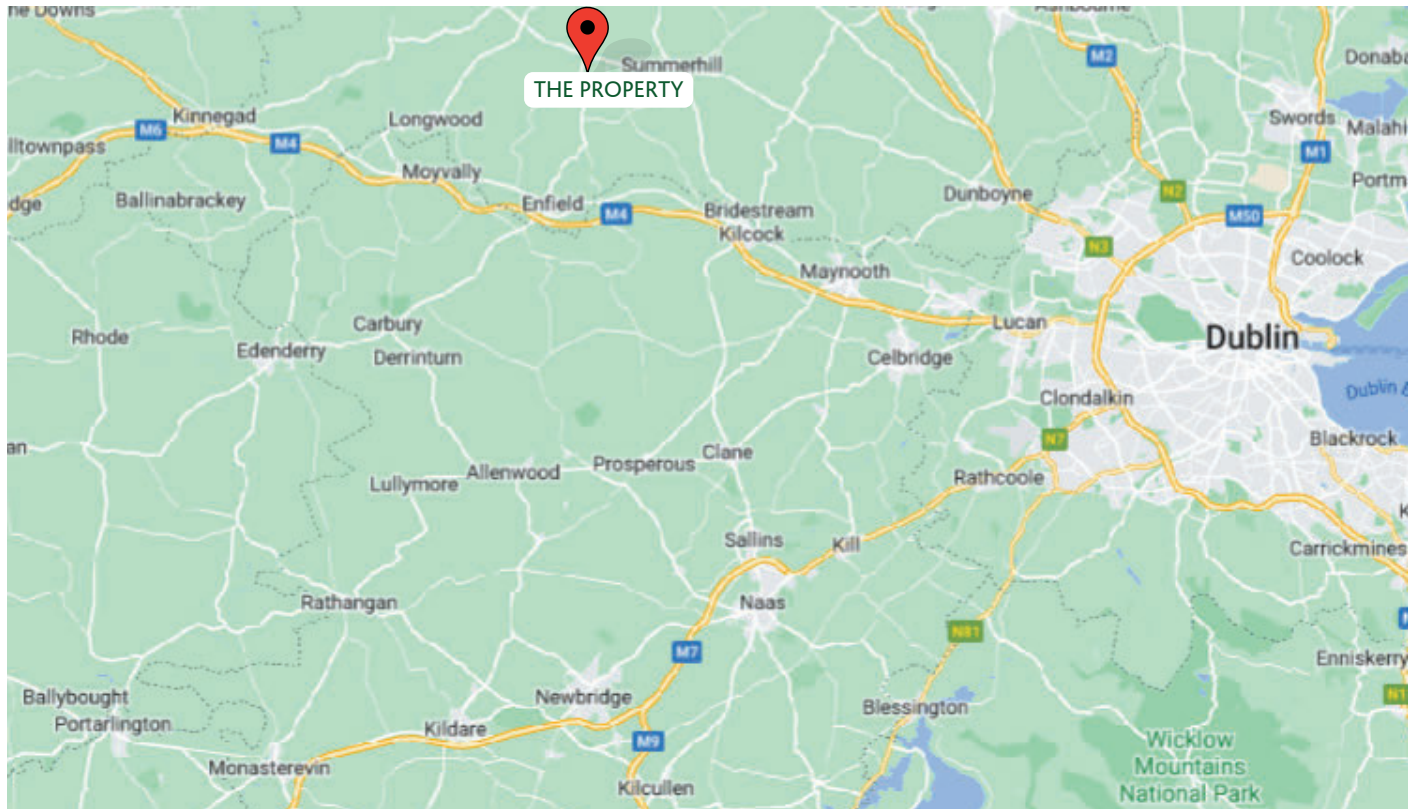 ne Downs
Ashbourne
M2
Summerhill
Donaba
THE PROPERTY
Kinnegad
Longwood
Swords
M6
M4
Malahi
lltownpass
M1
Moyvally
Portm
Dunboyne
N2
dge
Ballinabrackey
Enfield
M4
Bridestream
M50
Kilcock
N3
Coolock
Maynooth
Carbury
Lucan
Rhode
Dublin
Edenderry
Derrinturn
Celbridge
Dublin &
Clondalkin
an
N7
Blackrock
Clane
Prosperous
Allenwood
Lullymore
Rathcoole
Sallins
Kill
Carrickmines
Rathangan
Naas
N81
M7
Enniskerry
Ballybought
Newbridge
N1
Portarlington
Kildare
Blessington
M9
Wicklow
Mountains
National Park
Monasterevin
Kilcullen